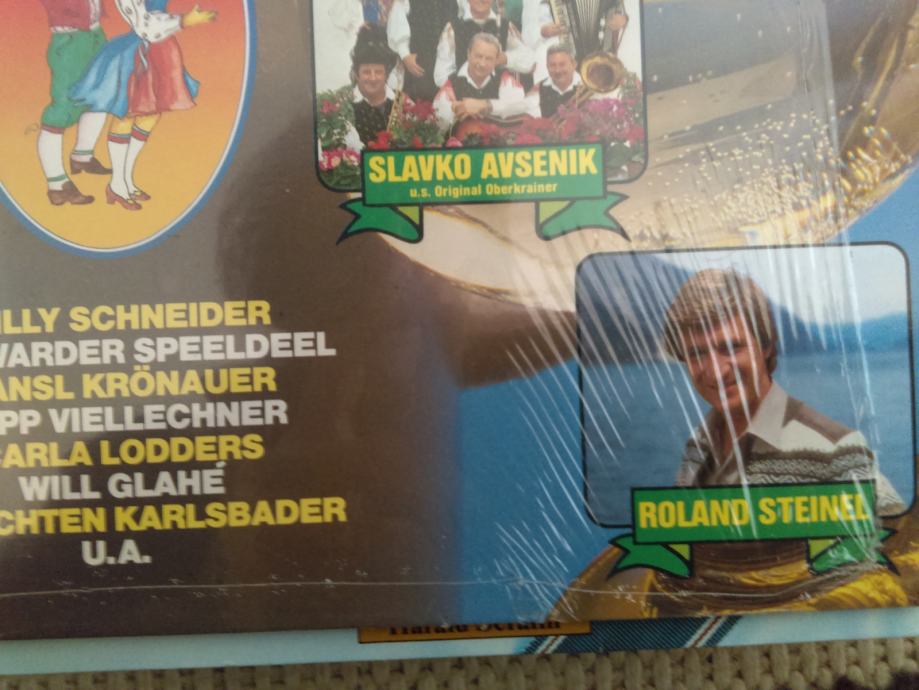 SLAVKO AVSENIK
u.s. Original Oberkrainer
ILLY SCHNEIDER
WARDER SPEELDEEL
ANSL KRÖNAUER
PP VIELLECHNER
CARLA LODDERS
WILL GLAHÉ
CHTEN KARLSBADER
U.A.
ROLAND STEINEL